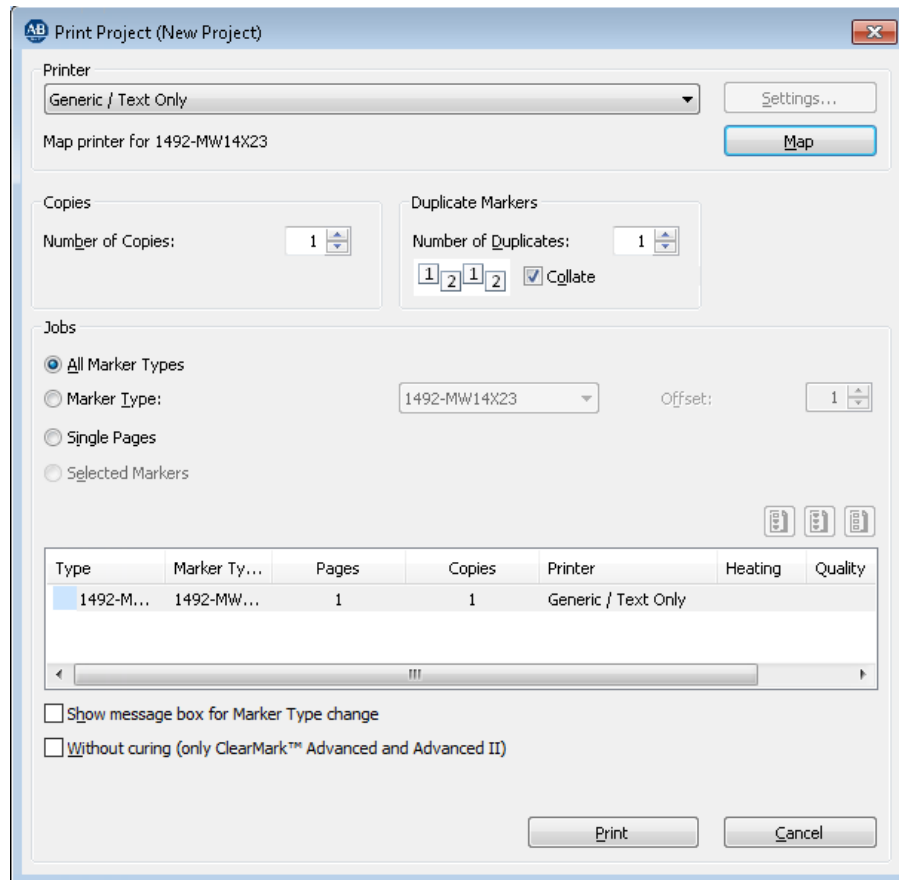 AB Print Project (New Project)
Printer
Generic / Text Only Settings...
Map printer for 1492-MW14X23 Map
Copies Duplicate Markers
Number of Copies: 1 Number of Duplicates: 1
1 2 1 2 Collate
Jobs
All Marker Types
Marker Type: 1492-MW14X23 Offset: 1
Single Pages
Selected Markers
Type Marker Ty... Pages Copies Printer Heating Quality
1492-M... 1492-MW... 1 1 Generic / Text Only
Show message box for Marker Type change
Without curing (only ClearMark™ Advanced and Advanced II)
Print Cancel